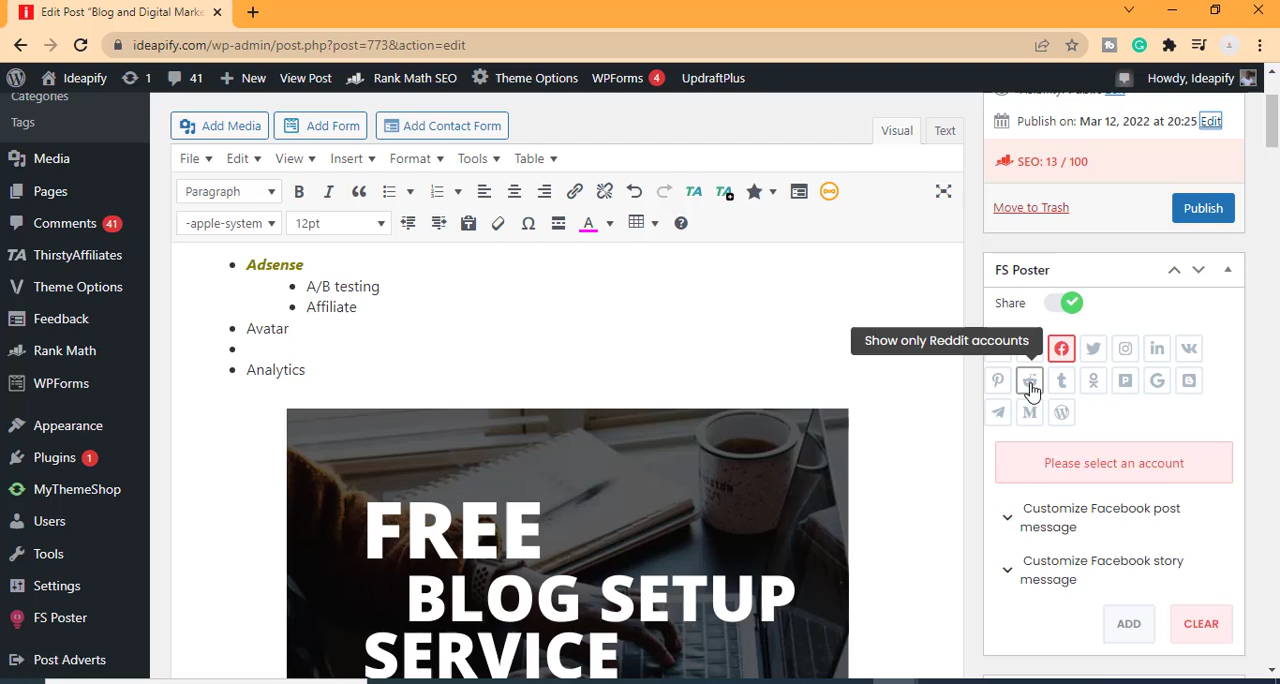 Edit Post "Blog and Digital Marke
ideapify.com/wp-admin/post.php?post=773&action=edit
Ideapify 1 41 New View Post Rank Math SEO Theme Options WPForms 4 UpdraftPlus Howdy, Ideapify
Categories
Tags
Media
Pages
Comments 41
ThirstyAffiliates
Theme Options
Feedback
Rank Math
WPForms
Appearance
Plugins 1
MyThemeShop
Users
Tools
Settings
FS Poster
Post Adverts
Add Media Add Form Add Contact Form
Visual Text
File Edit View Insert Format Tools Table
Paragraph B I TA TA
-apple-system 12pt A
Adsense
A/B testing
Affiliate
Avatar
Analytics
FREE
BLOG SETUP
SERVICE
Publish on: Mar 12, 2022 at 20:25 Edit
SEO: 13 / 100
Move to Trash Publish
FS Poster
Share
Show only Reddit accounts
Please select an account
Customize Facebook post
message
Customize Facebook story
message
ADD CLEAR